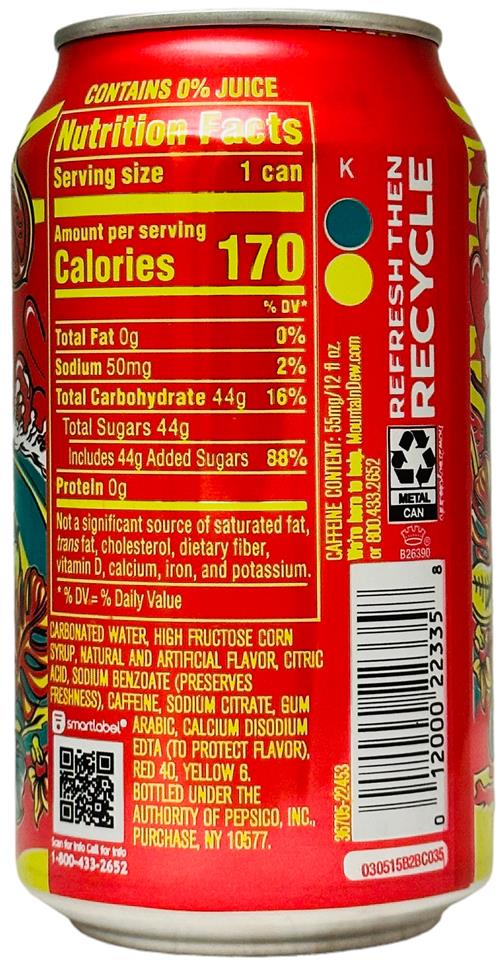 CONTAINS 0% JUICE
Nutrition Facts
Serving size 1 can
Amount per serving
Calories 170
% DV*
Total Fat 0g 0%
Sodium 50mg 2%
Total Carbohydrate 44g 16%
Total Sugars 44g
Includes 44g Added Sugars 88%
Protein 0g
Not a significant source of saturated fat,
trans fat, cholesterol, dietary fiber,
vitamin D, calcium, iron, and potassium.
* % DV = % Daily Value
CARBONATED WATER, HIGH FRUCTOSE CORN
SYRUP, NATURAL AND ARTIFICIAL FLAVOR, CITRIC
ACID, SODIUM BENZOATE (PRESERVES
FRESHNESS), CAFFEINE, SODIUM CITRATE, GUM
ARABIC, CALCIUM DISODIUM
EDTA (TO PROTECT FLAVOR),
RED 40, YELLOW 6.
BOTTLED UNDER THE
AUTHORITY OF PEPSICO, INC.,
PURCHASE, NY 10577.
smartlabel®
Scan for Info Call for Info
1-800-433-2652
K
REFRESH THEN
RECYCLE
CAFFEINE CONTENT: 55mg/12 fl oz.
We're here to help. MountainDew.com
or 800.433.2652
METAL
CAN
B26390
0 12000 22335 8
36705-22453
030515B2BC035